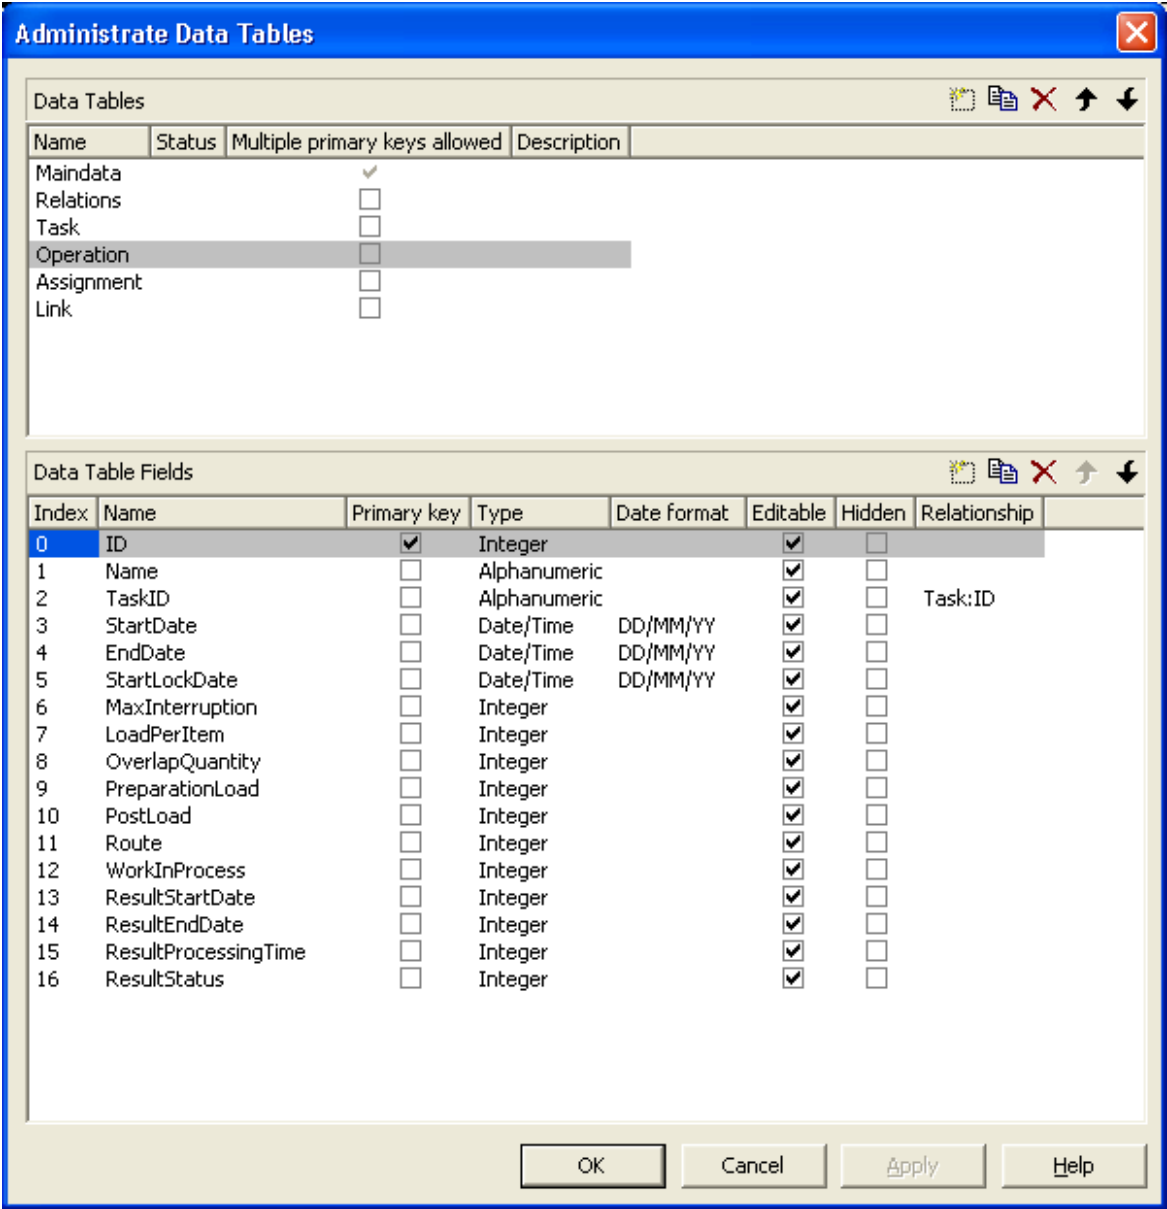 Administrate Data Tables
Data Tables
Name Status Multiple primary keys allowed Description
Maindata
Relations
Task
Operation
Assignment
Link
Data Table Fields
Index Name Primary key Type Date format Editable Hidden Relationship
0 ID Integer
1 Name Alphanumeric
2 TaskID Alphanumeric Task:ID
3 StartDate Date/Time DD/MM/YY
4 EndDate Date/Time DD/MM/YY
5 StartLockDate Date/Time DD/MM/YY
6 MaxInterruption Integer
7 LoadPerItem Integer
8 OverlapQuantity Integer
9 PreparationLoad Integer
10 PostLoad Integer
11 Route Integer
12 WorkInProcess Integer
13 ResultStartDate Integer
14 ResultEndDate Integer
15 ResultProcessingTime Integer
16 ResultStatus Integer
OK Cancel Apply Help